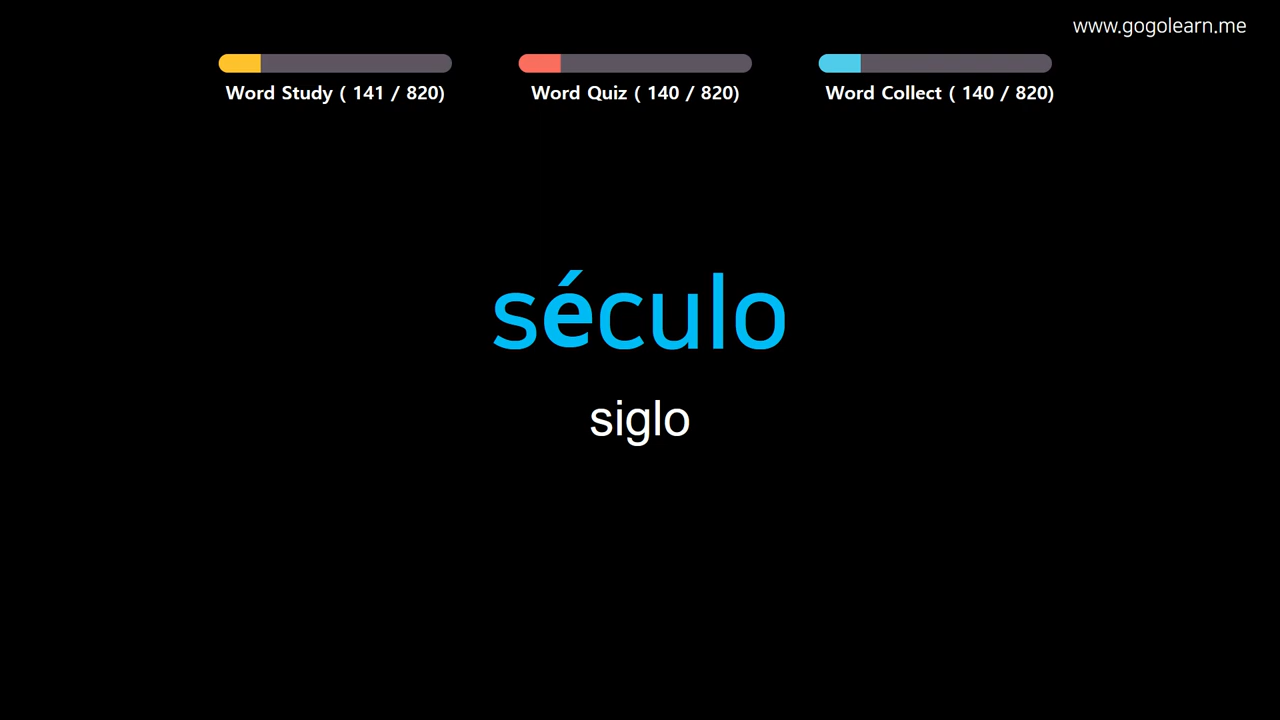 www.gogolearn.me
Word Study ( 141 / 820)
Word Quiz ( 140 / 820)
Word Collect ( 140 / 820)
século
siglo